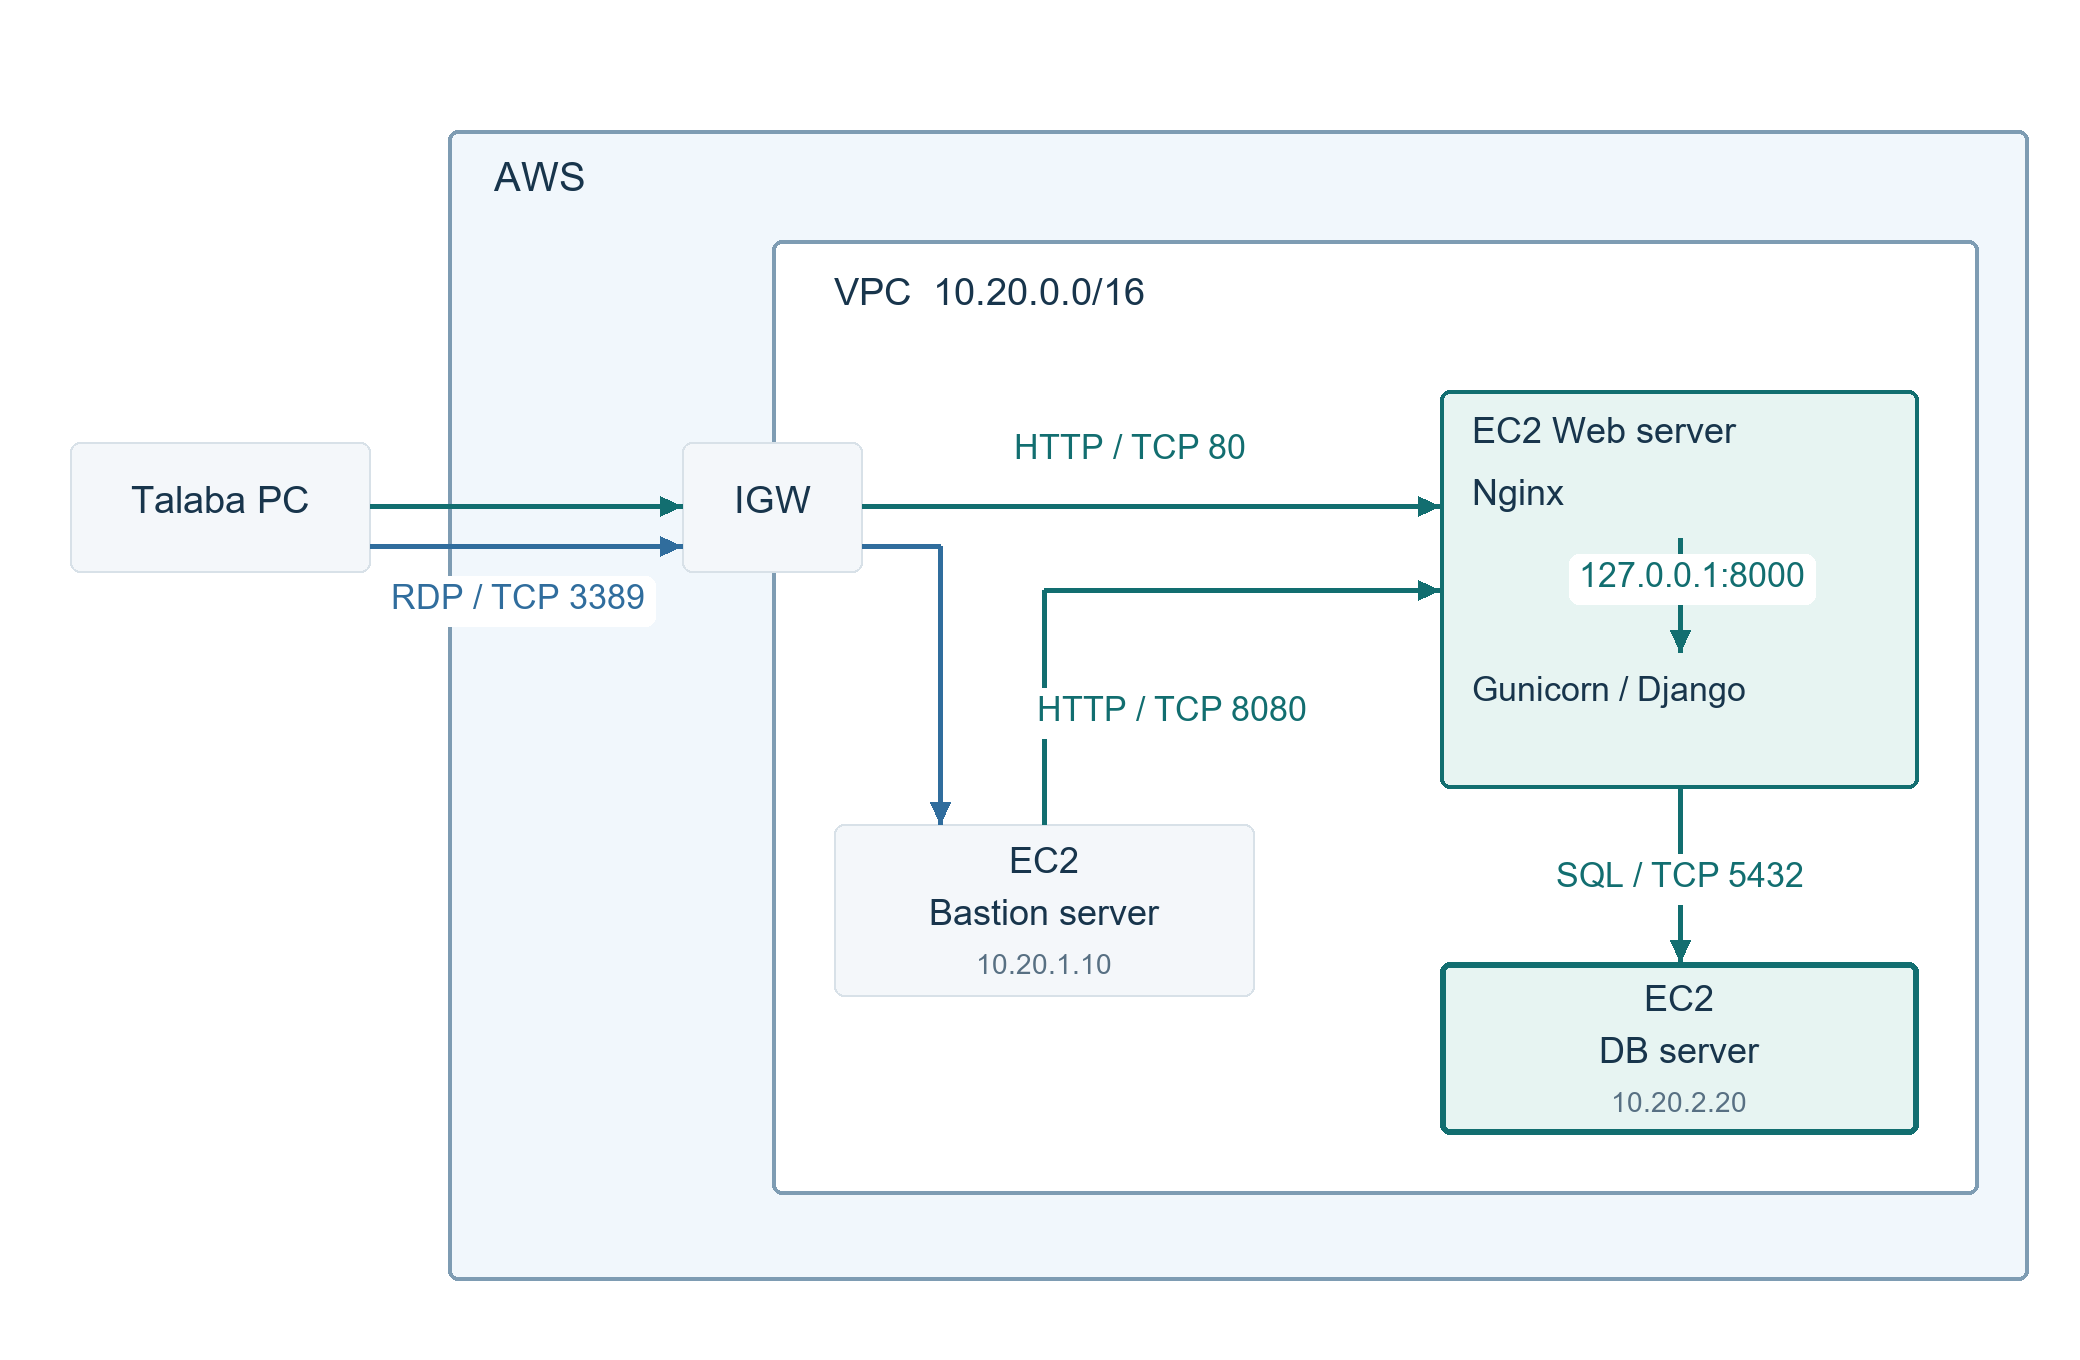 AWS
VPC  10.20.0.0/16
Talaba PC
IGW
RDP / TCP 3389
HTTP / TCP 80
HTTP / TCP 8080
EC2 Web server
Nginx
127.0.0.1:8000
Gunicorn / Django
EC2
Bastion server
10.20.1.10
SQL / TCP 5432
EC2
DB server
10.20.2.20